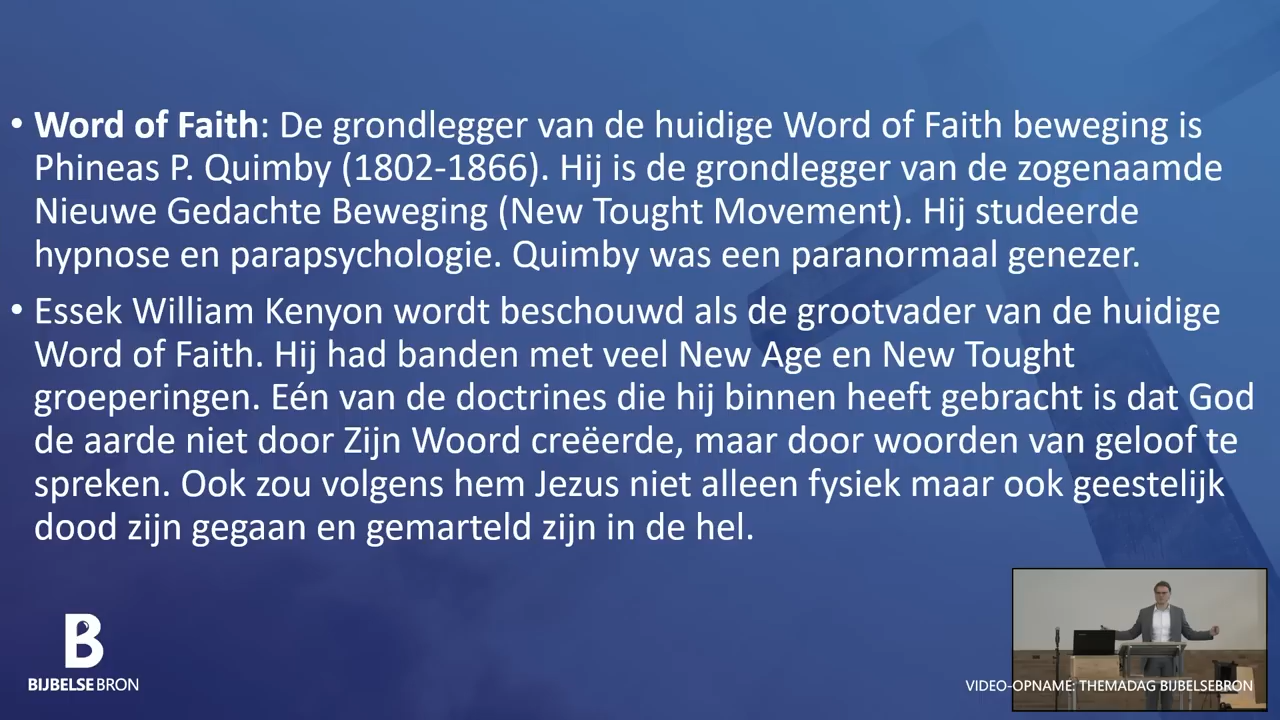 • Word of Faith: De grondlegger van de huidige Word of Faith beweging is
Phineas P. Quimby (1802-1866). Hij is de grondlegger van de zogenaamde
Nieuwe Gedachte Beweging (New Tought Movement). Hij studeerde
hypnose en parapsychologie. Quimby was een paranormaal genezer.
• Essek William Kenyon wordt beschouwd als de grootvader van de huidige
Word of Faith. Hij had banden met veel New Age en New Tought
groeperingen. Eén van de doctrines die hij binnen heeft gebracht is dat God
de aarde niet door Zijn Woord creëerde, maar door woorden van geloof te
spreken. Ook zou volgens hem Jezus niet alleen fysiek maar ook geestelijk
dood zijn gegaan en gemarteld zijn in de hel.
B
BIJBELSEBRON
VIDEO-OPNAME: THEMADAG BIJBELSEBRON